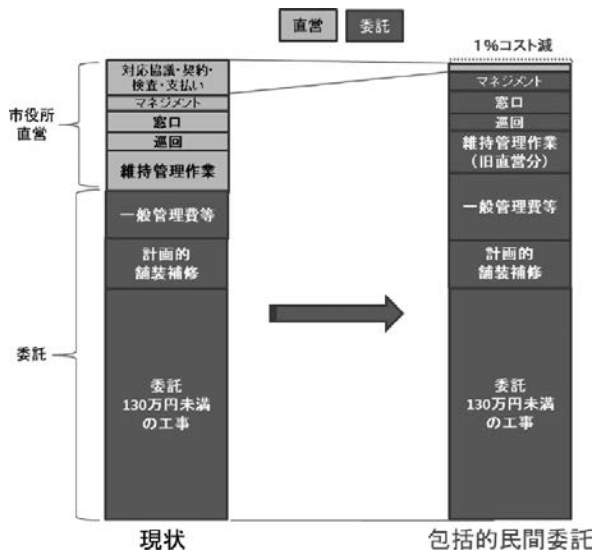 直営
委託
1%コスト減
対応協議・契約・
検査・支払い
マネジメント
窓口
巡回
維持管理作業
一般管理費等
計画的
舗装補修
委託
130万円未満
の工事
市役所
直営
委託
マネジメント
窓口
巡回
維持管理作業
(旧直営分)
一般管理費等
計画的
舗装補修
委託
130万円未満
の工事
現状
包括的民間委託